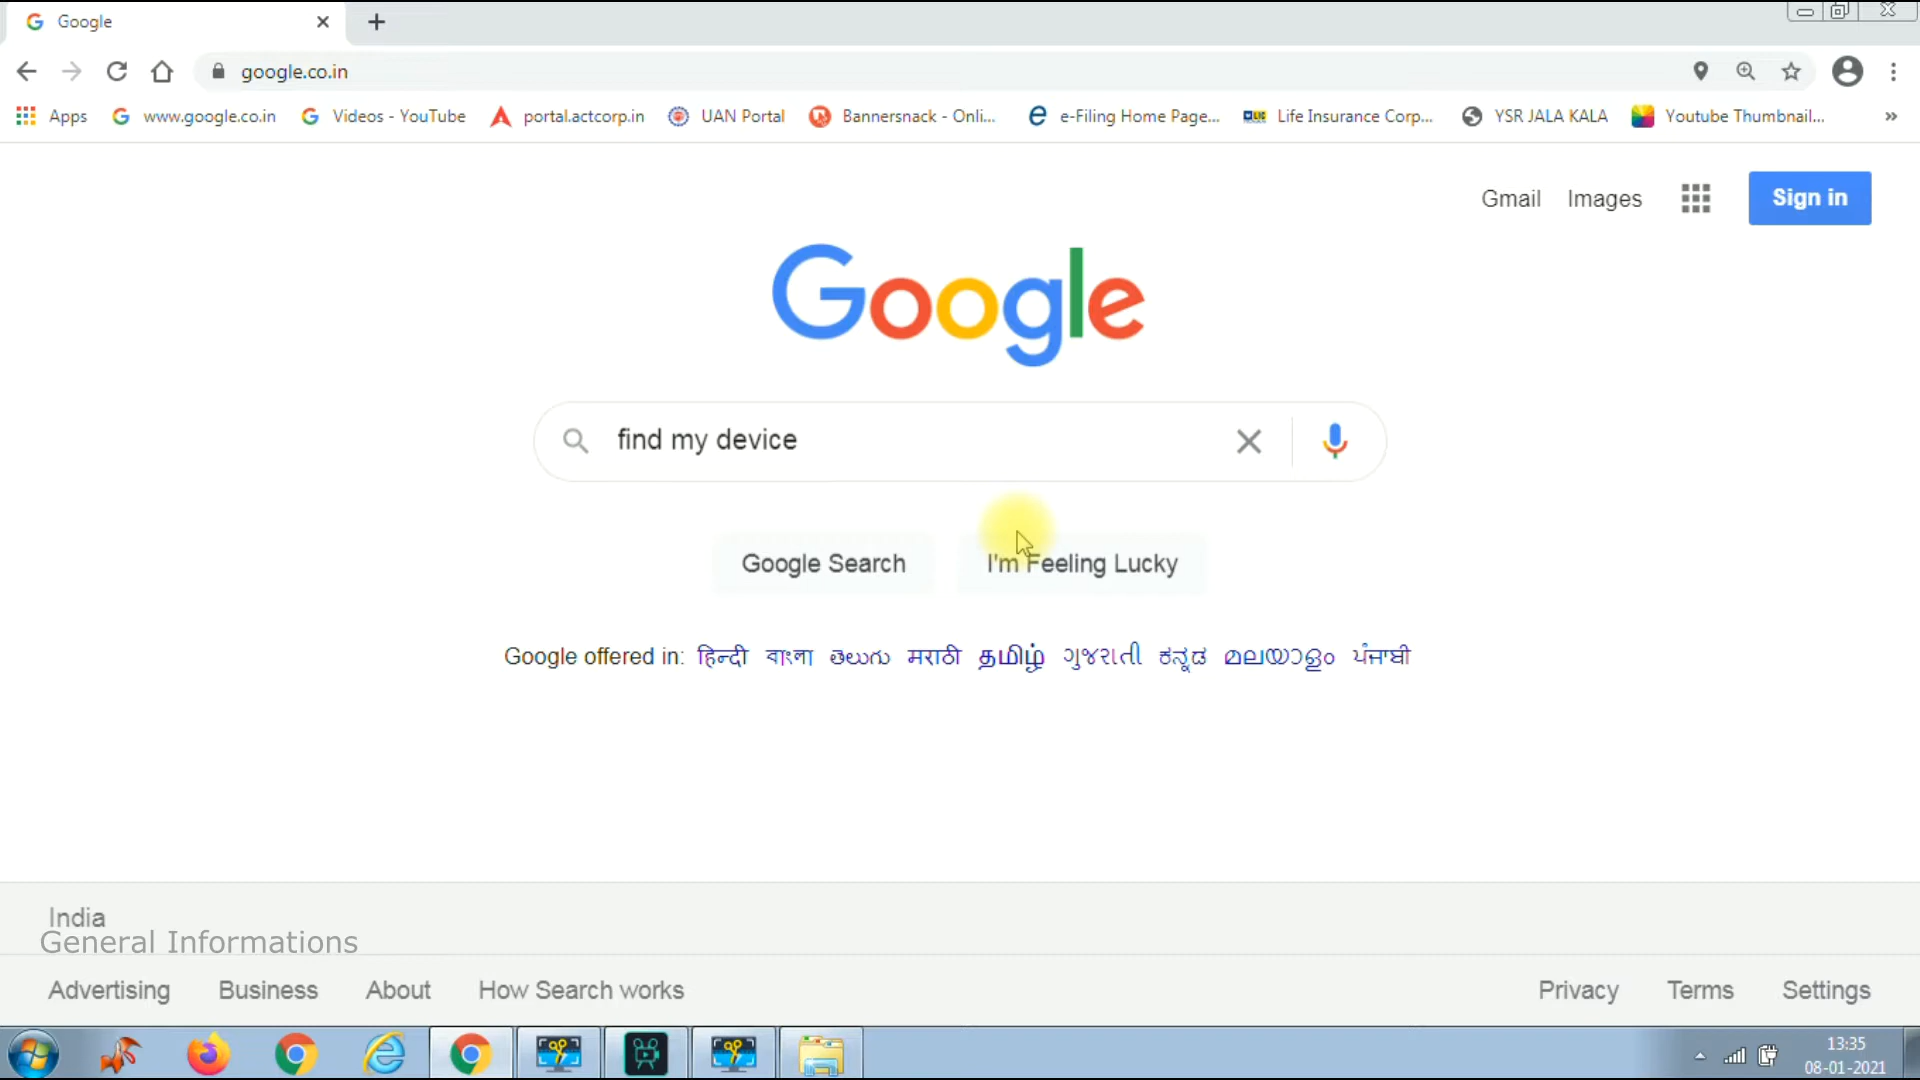 Google
google.co.in
Apps www.google.co.in Videos - YouTube portal.actcorp.in UAN Portal Bannersnack - Onli... e-Filing Home Page... Life Insurance Corp... YSR JALA KALA Youtube Thumbnail... »
Gmail Images Sign in
Google
find my device
Google Search I'm Feeling Lucky
Google offered in: हिन्दी বাংলা తెలుగు मराठी தமிழ் ગુજરાતી ಕನ್ನಡ മലയാളം ਪੰਜਾਬੀ
India
General Informations
Advertising Business About How Search works Privacy Terms Settings
13:35
08-01-2021